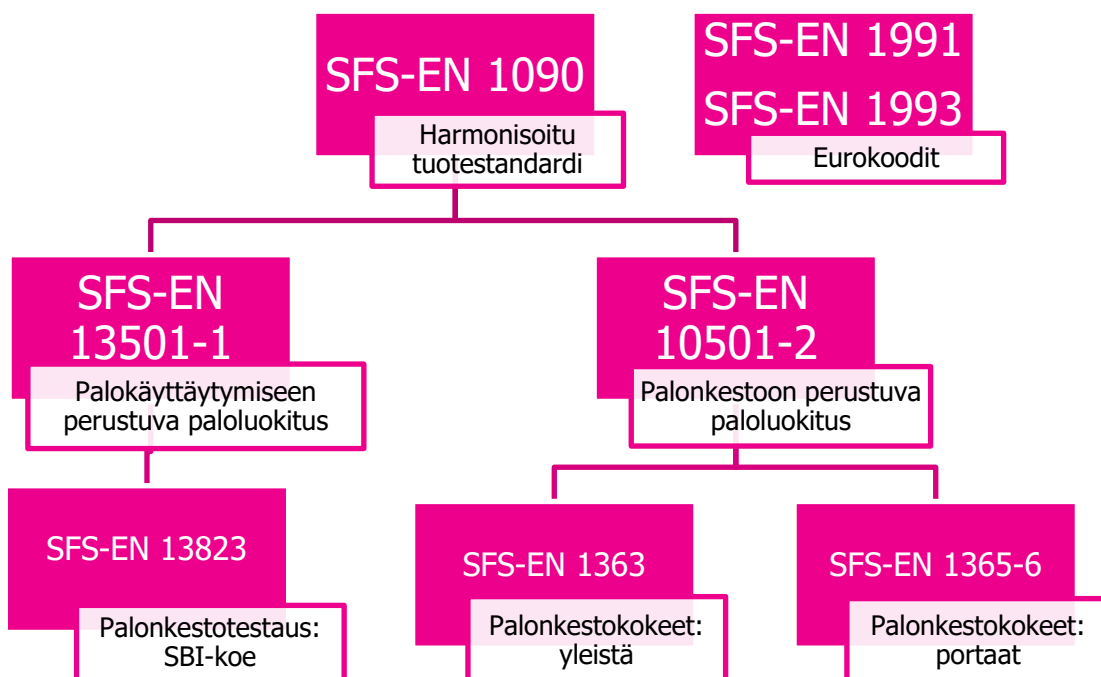 SFS-EN 1090
Harmonisoitu
tuotestandardi
SFS-EN 1991
SFS-EN 1993
Eurokoodit
SFS-EN
13501-1
Palokäyttäytymiseen
perustuva paloluokitus
SFS-EN
10501-2
Palonkestoon perustuva
paloluokitus
SFS-EN 13823
Palonkestotestaus:
SBI-koe
SFS-EN 1363
Palonkestokokeet:
yleistä
SFS-EN 1365-6
Palonkestokokeet:
portaat